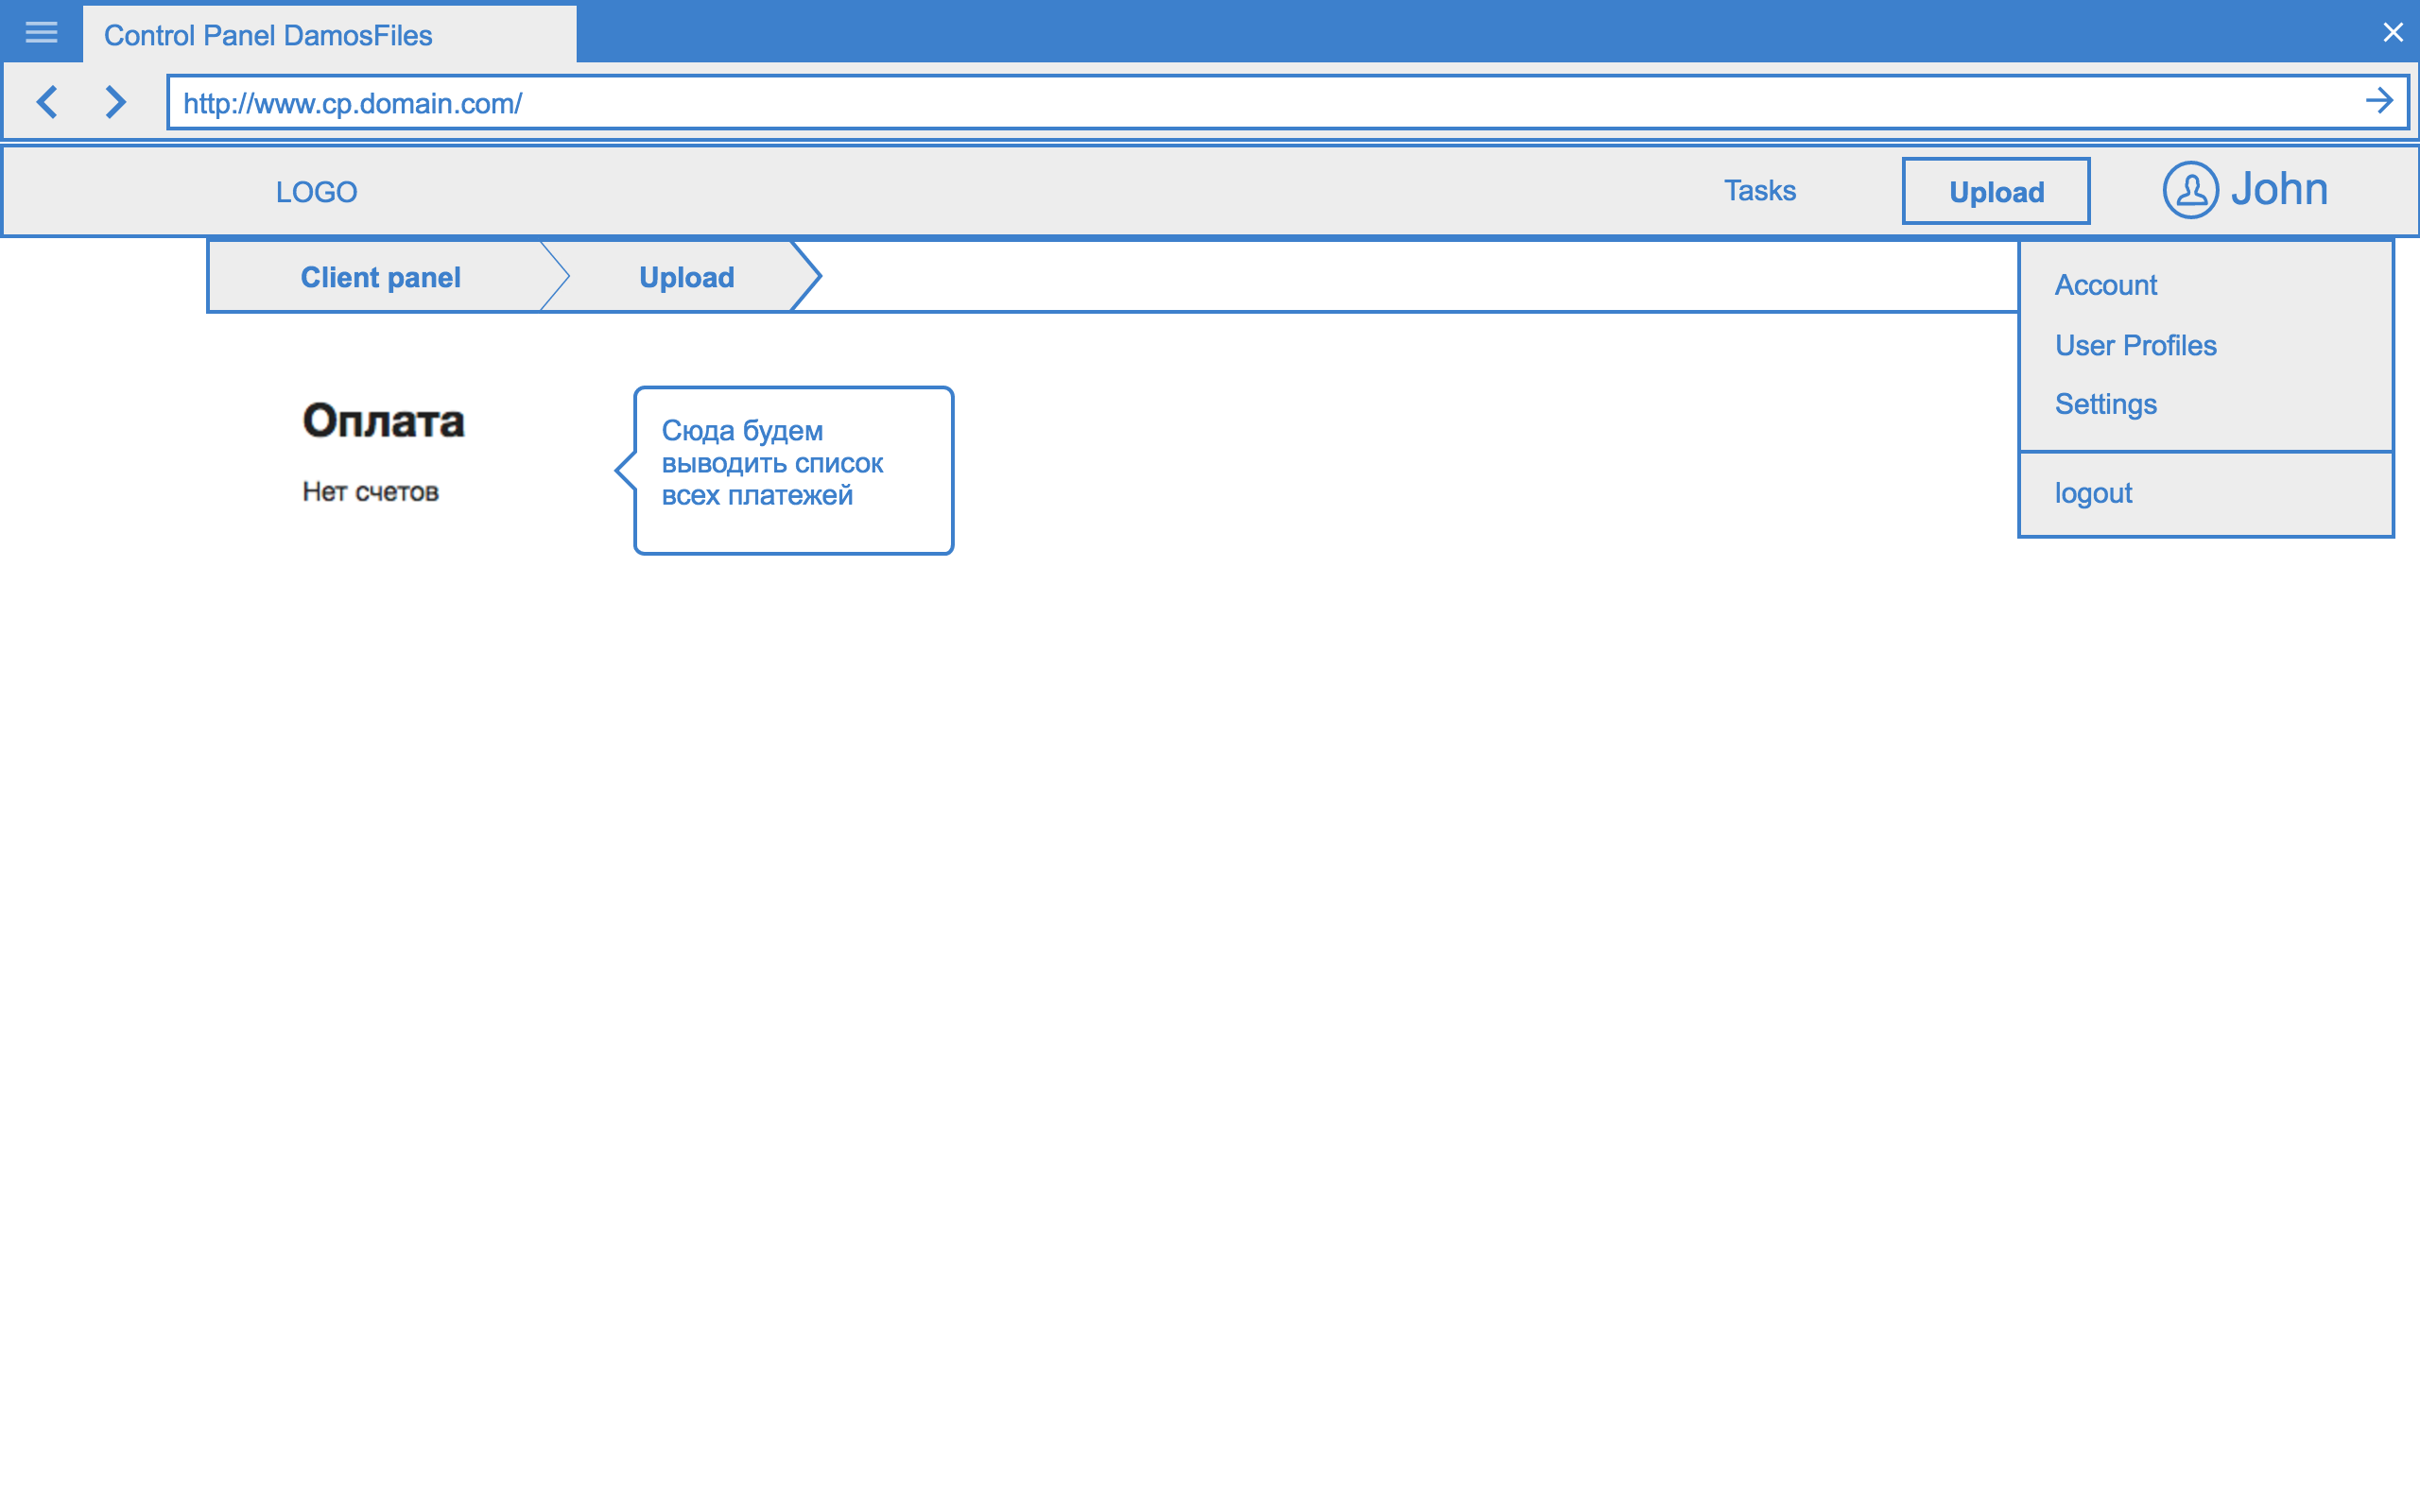 Control Panel DamosFiles
http://www.cp.domain.com/
LOGO
Tasks
Upload
John
Client panel
Upload
Account
User Profiles
Settings
logout
Оплата
Нет счетов
Сюда будем
выводить список
всех платежей